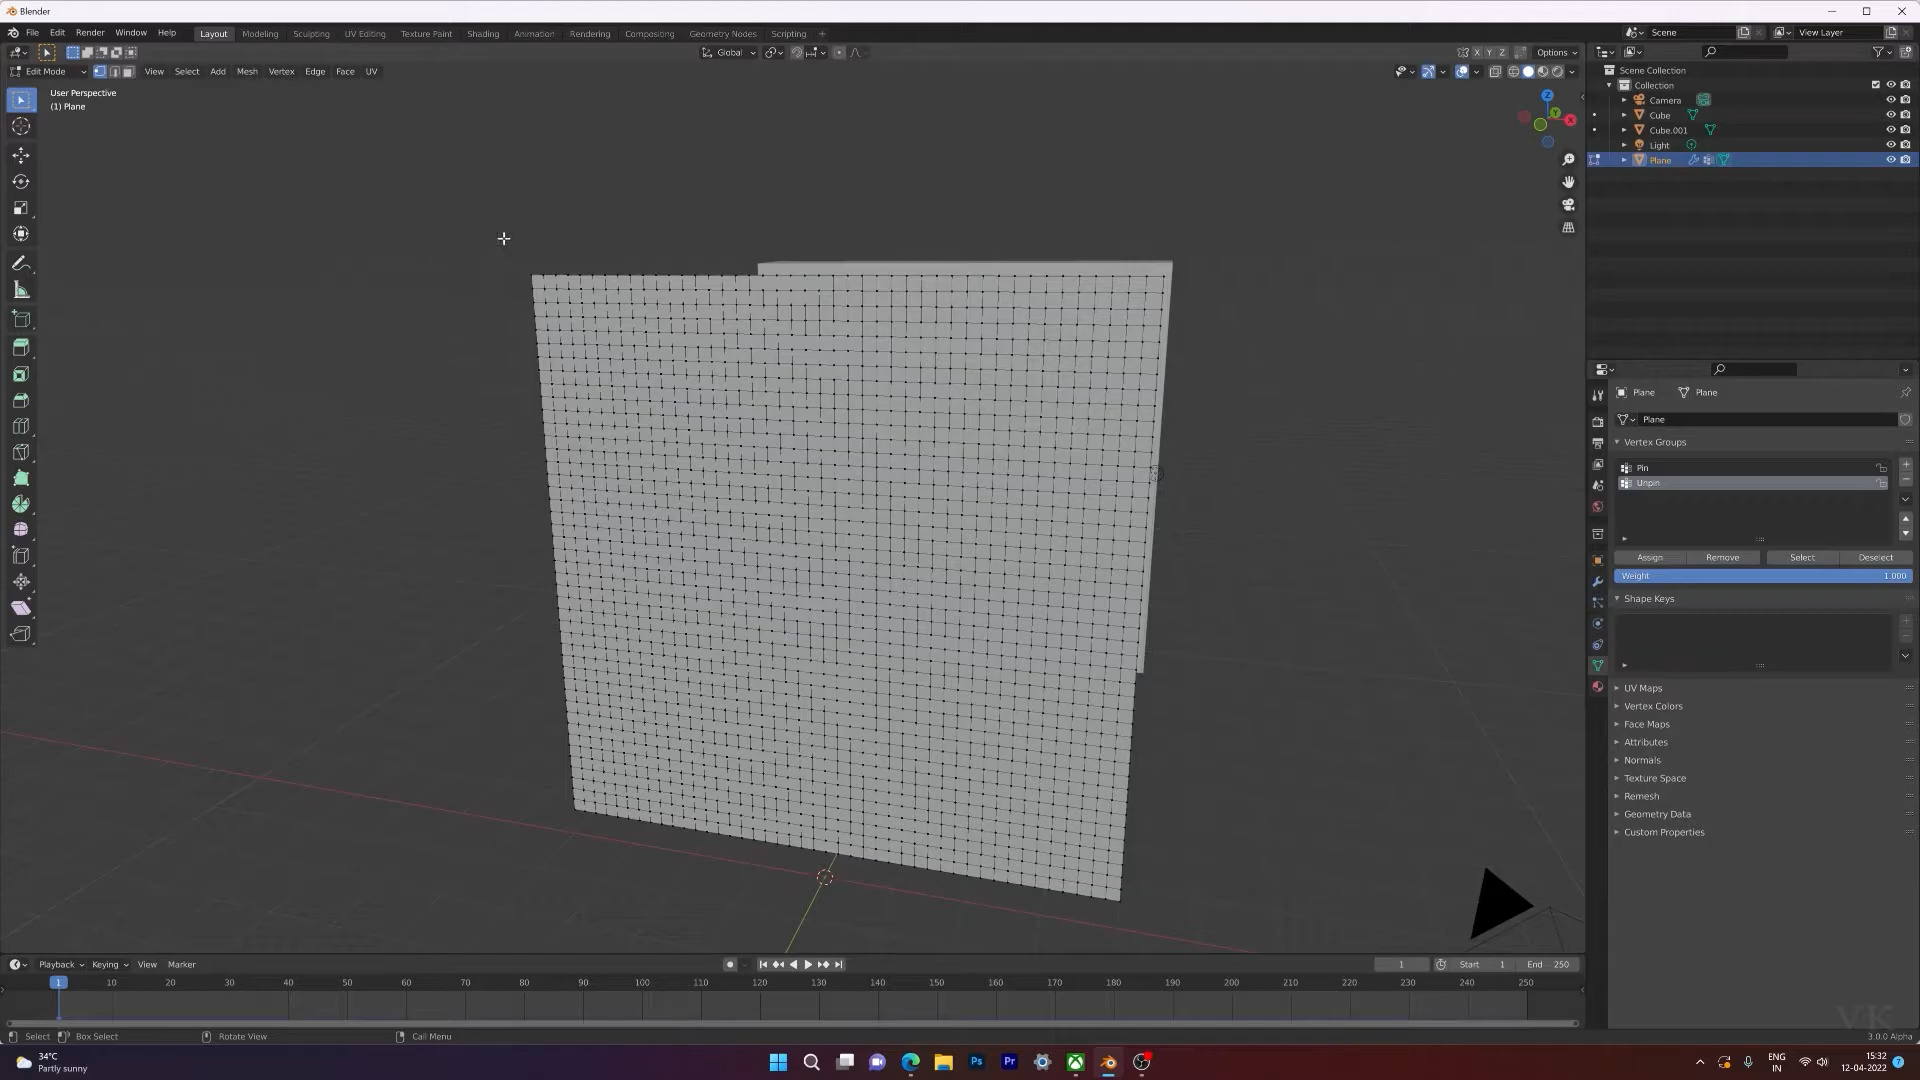 Blender
File Edit Render Window Help Layout Modeling Sculpting UV Editing Texture Paint Shading Animation Rendering Compositing Geometry Nodes Scripting + Scene View Layer
Global X Y Z Options
Edit Mode View Select Add Mesh Vertex Edge Face UV
User Perspective
(1) Plane
Z
Y
X
Scene Collection
Collection
Camera
Cube
Cube.001
Light
Plane
Plane Plane
Plane
Vertex Groups
Pin
Unpin
Assign Remove Select Deselect
Weight 1.000
Shape Keys
UV Maps
Vertex Colors
Face Maps
Attributes
Normals
Texture Space
Remesh
Geometry Data
Custom Properties
Playback Keying View Marker 1 Start 1 End 250
1 10 20 30 40 50 60 70 80 90 100 110 120 130 140 150 160 170 180 190 200 210 220 230 240 250
Select Box Select Rotate View Call Menu 3.0.0 Alpha
VK
34°C
Partly sunny
Ps
Pr
ENG
IN
15:32
12-04-2022
7